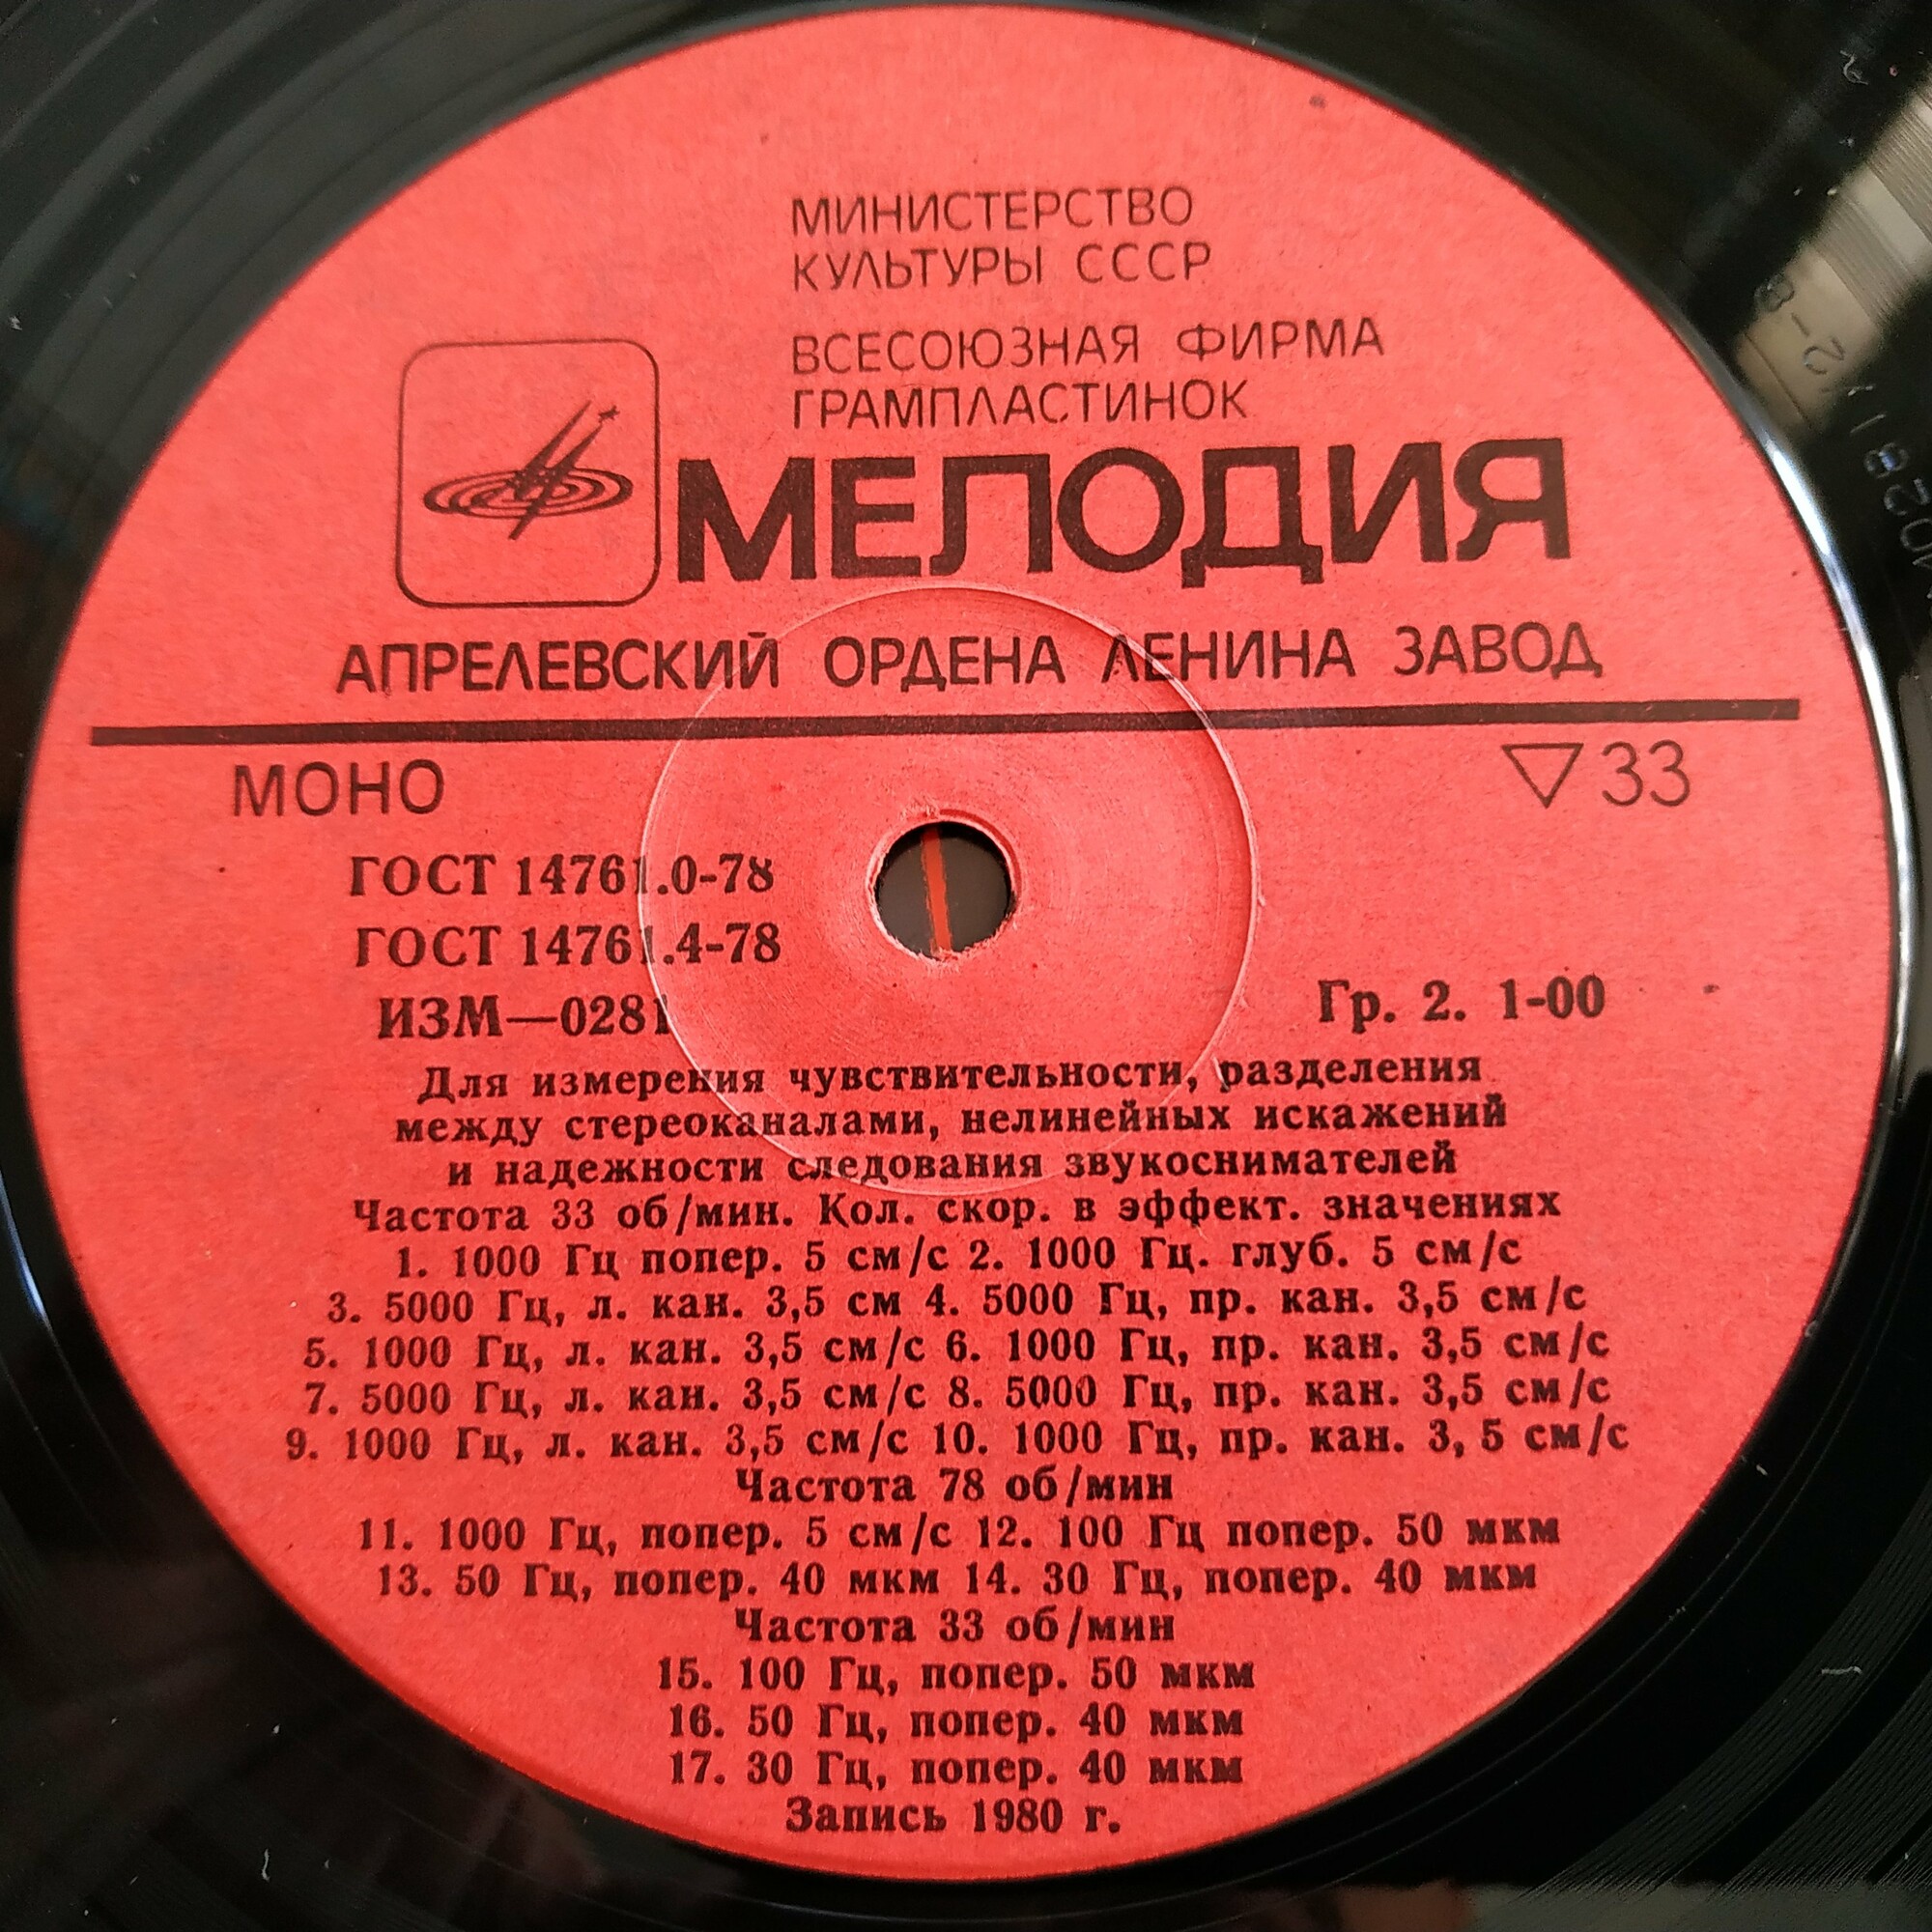 МИНИСТЕРСТВО
КУЛЬТУРЫ СССР
ВСЕСОЮЗНАЯ ФИРМА
ГРАМПЛАСТИНОК
МЕЛОДИЯ
АПРЕЛЕВСКИЙ ОРДЕНА ЛЕНИНА ЗАВОД
МОНО ▽33
ГОСТ 14761.0-78
ГОСТ 14761.4-78
ИЗМ—0281
Гр. 2. 1-00
Для измерения чувствительности, разделения
между стереоканалами, нелинейных искажений
и надежности следования звукоснимателей
Частота 33 об/мин. Кол. скор. в эффект. значениях
1. 1000 Гц попер. 5 см/с 2. 1000 Гц. глуб. 5 см/с
3. 5000 Гц, л. кан. 3,5 см 4. 5000 Гц, пр. кан. 3,5 см/с
5. 1000 Гц, л. кан. 3,5 см/с 6. 1000 Гц, пр. кан. 3,5 см/с
7. 5000 Гц, л. кан. 3,5 см/с 8. 5000 Гц, пр. кан. 3,5 см/с
9. 1000 Гц, л. кан. 3,5 см/с 10. 1000 Гц, пр. кан. 3, 5 см/с
Частота 78 об/мин
11. 1000 Гц, попер. 5 см/с 12. 100 Гц попер. 50 мкм
13. 50 Гц, попер. 40 мкм 14. 30 Гц, попер. 40 мкм
Частота 33 об/мин
15. 100 Гц, попер. 50 мкм
16. 50 Гц, попер. 40 мкм
17. 30 Гц, попер. 40 мкм
Запись 1980 г.